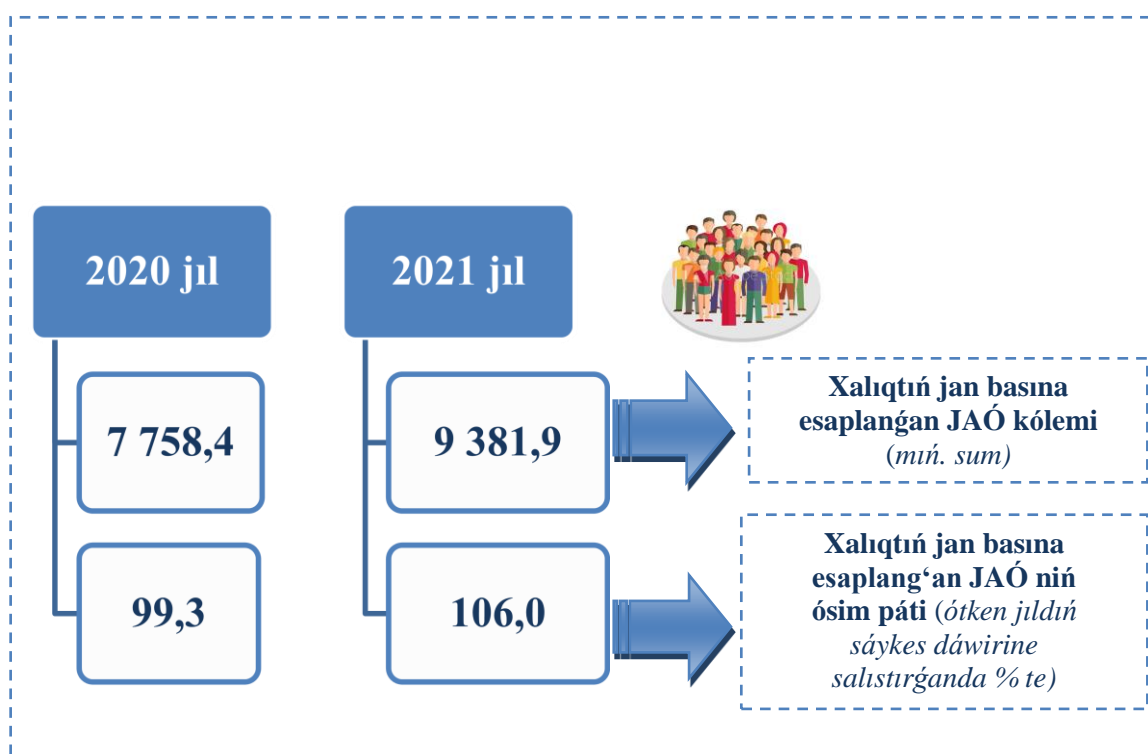 2020 jıl
2021 jıl
7 758,4
9 381,9
Xalıqtıń jan basına
esaplanǵan JAÓ kólemi
(mıń. sum)
99,3
106,0
Xalıqtıń jan basına
esaplang‘an JAÓ niń
ósim páti (ótken jıldıń
sáykes dáwirine
salıstırǵanda % te)